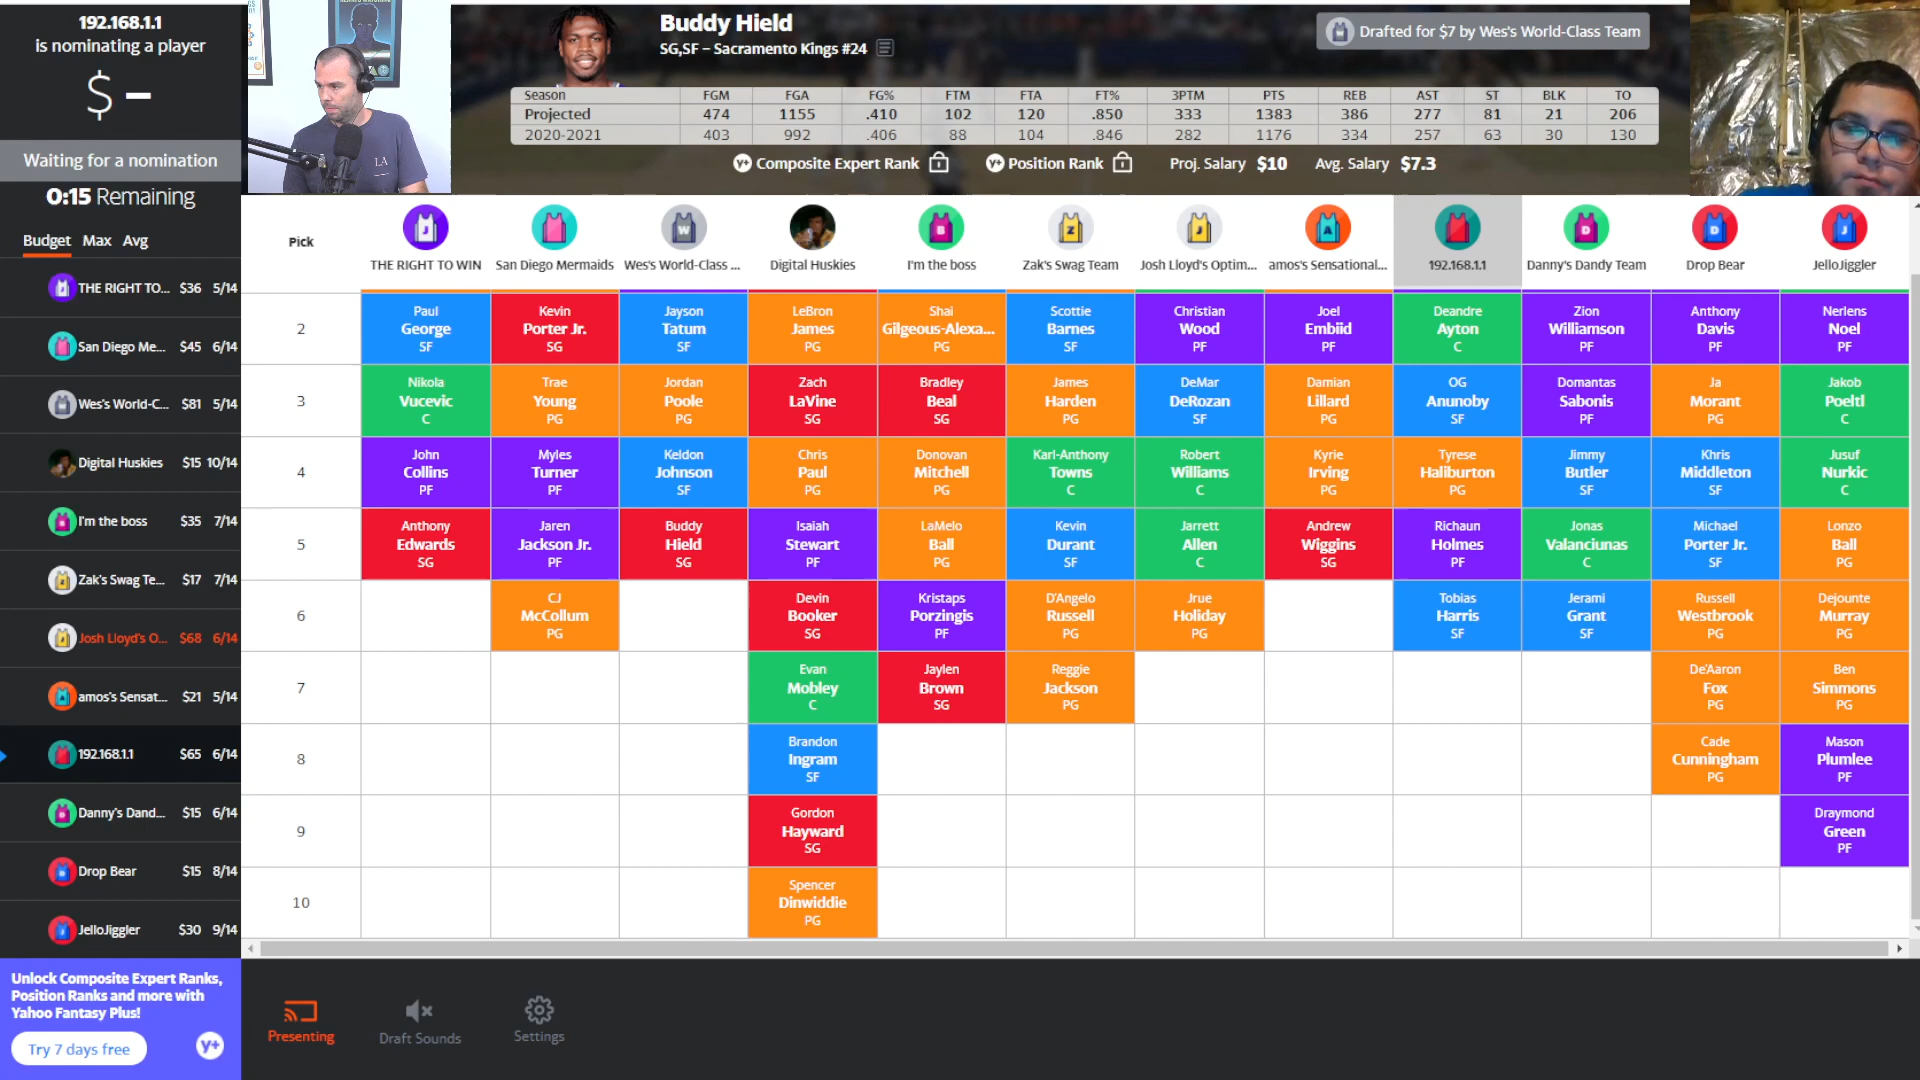 192.168.1.1
is nominating a player
$ –
Waiting for a nomination
0:15 Remaining
Budget Max Avg
THE RIGHT TO... $36 5/14
San Diego Me... $45 6/14
Wes's World-C... $81 5/14
Digital Huskies $15 10/14
I'm the boss $35 7/14
Zak's Swag Te... $17 7/14
Josh Lloyd's O... $68 6/14
amos's Sensat... $21 5/14
192.168.1.1 $65 6/14
Danny's Dand... $15 6/14
Drop Bear $15 8/14
JelloJiggler $30 9/14
Unlock Composite Expert Ranks,
Position Ranks and more with
Yahoo Fantasy Plus!
Try 7 days free
y+
LA
Buddy Hield
SG,SF – Sacramento Kings #24
Drafted for $7 by Wes's World-Class Team
Season FGM FGA FG% FTM FTA FT% 3PTM PTS REB AST ST BLK TO
Projected 474 1155 .410 102 120 .850 333 1383 386 277 81 21 206
2020-2021 403 992 .406 88 104 .846 282 1176 334 257 63 30 130
y+ Composite Expert Rank y+ Position Rank Proj. Salary $10 Avg. Salary $7.3
J W B Z J A D D J
Pick THE RIGHT TO WIN San Diego Mermaids Wes's World-Class ... Digital Huskies I'm the boss Zak's Swag Team Josh Lloyd's Optim... amos's Sensational... 192.168.1.1 Danny's Dandy Team Drop Bear JelloJiggler
Paul Kevin Jayson LeBron Shai Scottie Christian Joel Deandre Zion Anthony Nerlens
2 George Porter Jr. Tatum James Gilgeous-Alexa... Barnes Wood Embiid Ayton Williamson Davis Noel
SF SG SF PG PG SF PF PF C PF PF PF
Nikola Trae Jordan Zach Bradley James DeMar Damian OG Domantas Ja Jakob
3 Vucevic Young Poole LaVine Beal Harden DeRozan Lillard Anunoby Sabonis Morant Poeltl
C PG PG SG SG PG SF PG SF PF PG C
John Myles Keldon Chris Donovan Karl-Anthony Robert Kyrie Tyrese Jimmy Khris Jusuf
4 Collins Turner Johnson Paul Mitchell Towns Williams Irving Haliburton Butler Middleton Nurkic
PF PF SF PG PG C C PG PG SF SF C
Anthony Jaren Buddy Isaiah LaMelo Kevin Jarrett Andrew Richaun Jonas Michael Lonzo
5 Edwards Jackson Jr. Hield Stewart Ball Durant Allen Wiggins Holmes Valanciunas Porter Jr. Ball
SG PF SG PF PG SF C SG PF C SF PG
CJ Devin Kristaps D'Angelo Jrue Tobias Jerami Russell Dejounte
6 McCollum Booker Porzingis Russell Holiday Harris Grant Westbrook Murray
PG SG PF PG PG SF SF PG PG
Evan Jaylen Reggie De'Aaron Ben
7 Mobley Brown Jackson Fox Simmons
C SG PG PG PG
Brandon Cade Mason
8 Ingram Cunningham Plumlee
SF PG PF
Gordon Draymond
9 Hayward Green
SG PF
Spencer
10 Dinwiddie
PG
Presenting Draft Sounds Settings